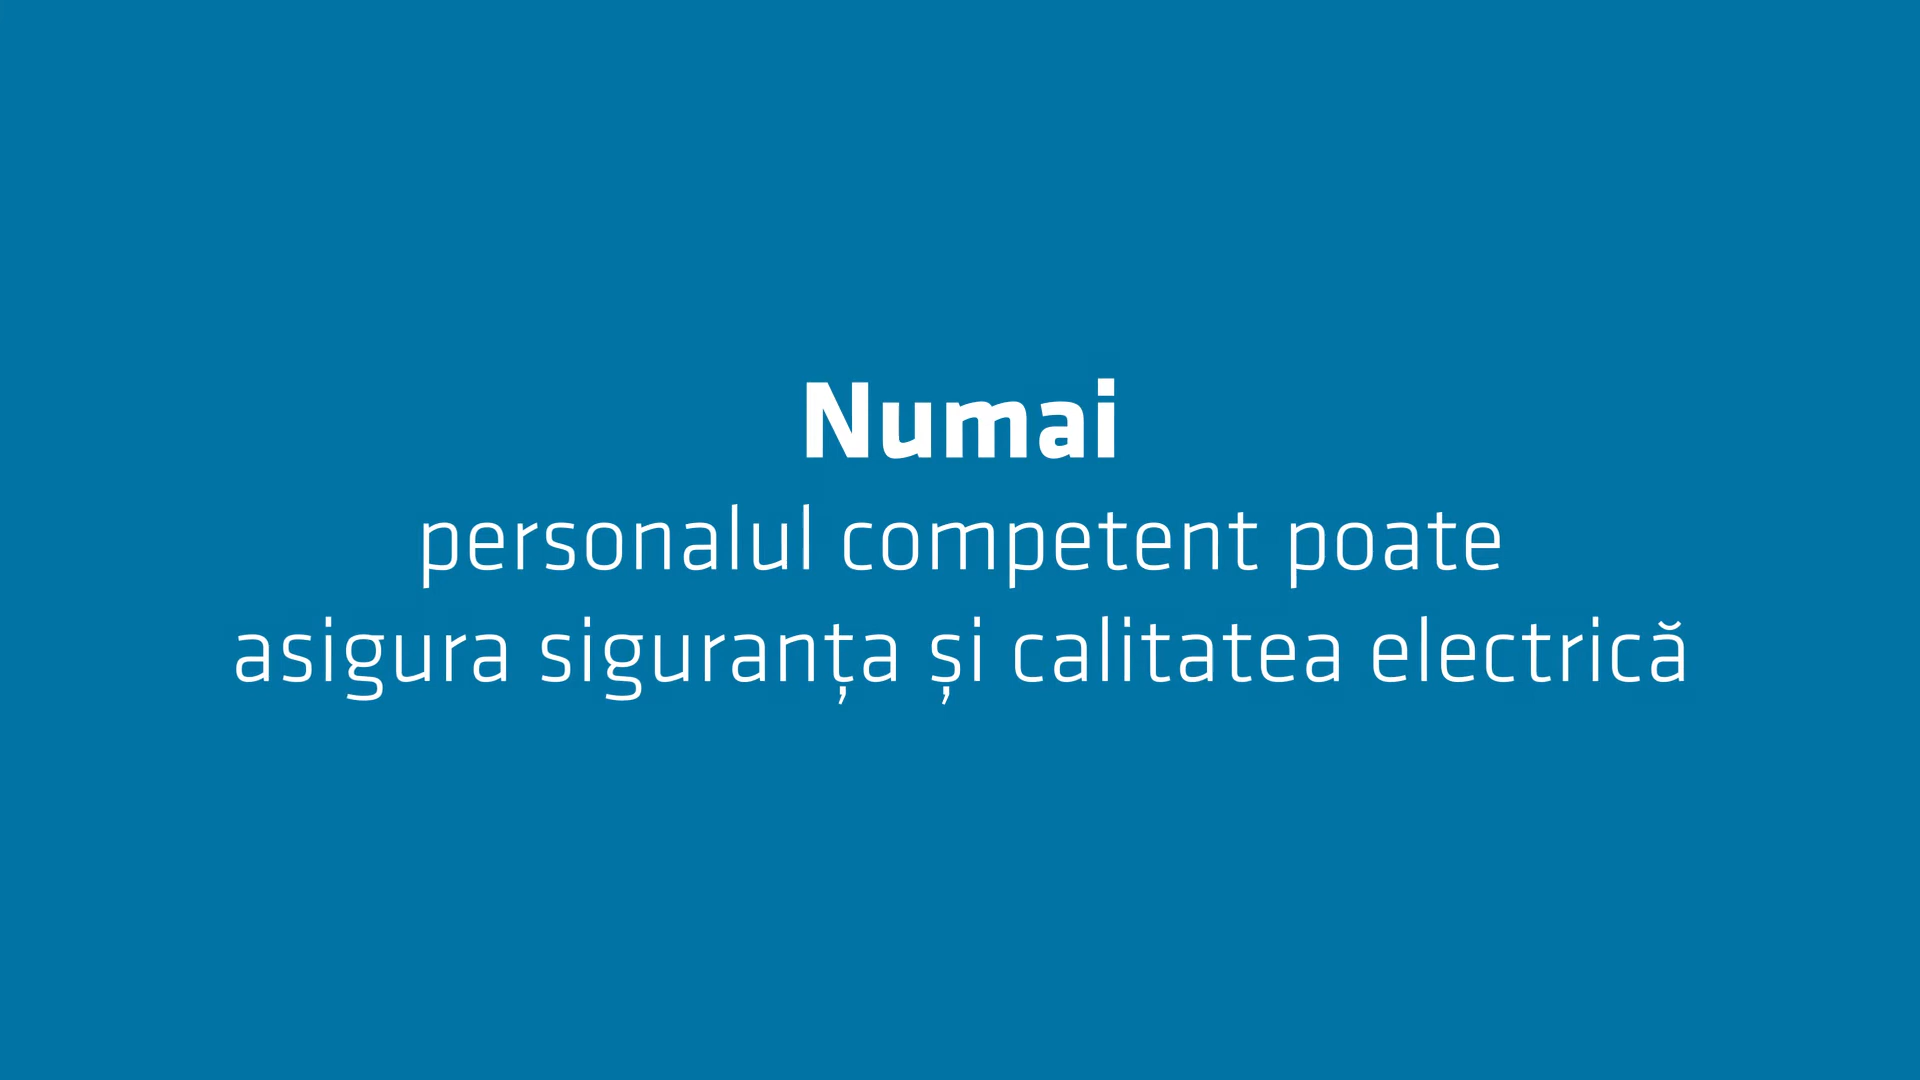 Numai
personalul competent poate
asigura siguranța și calitatea electrică